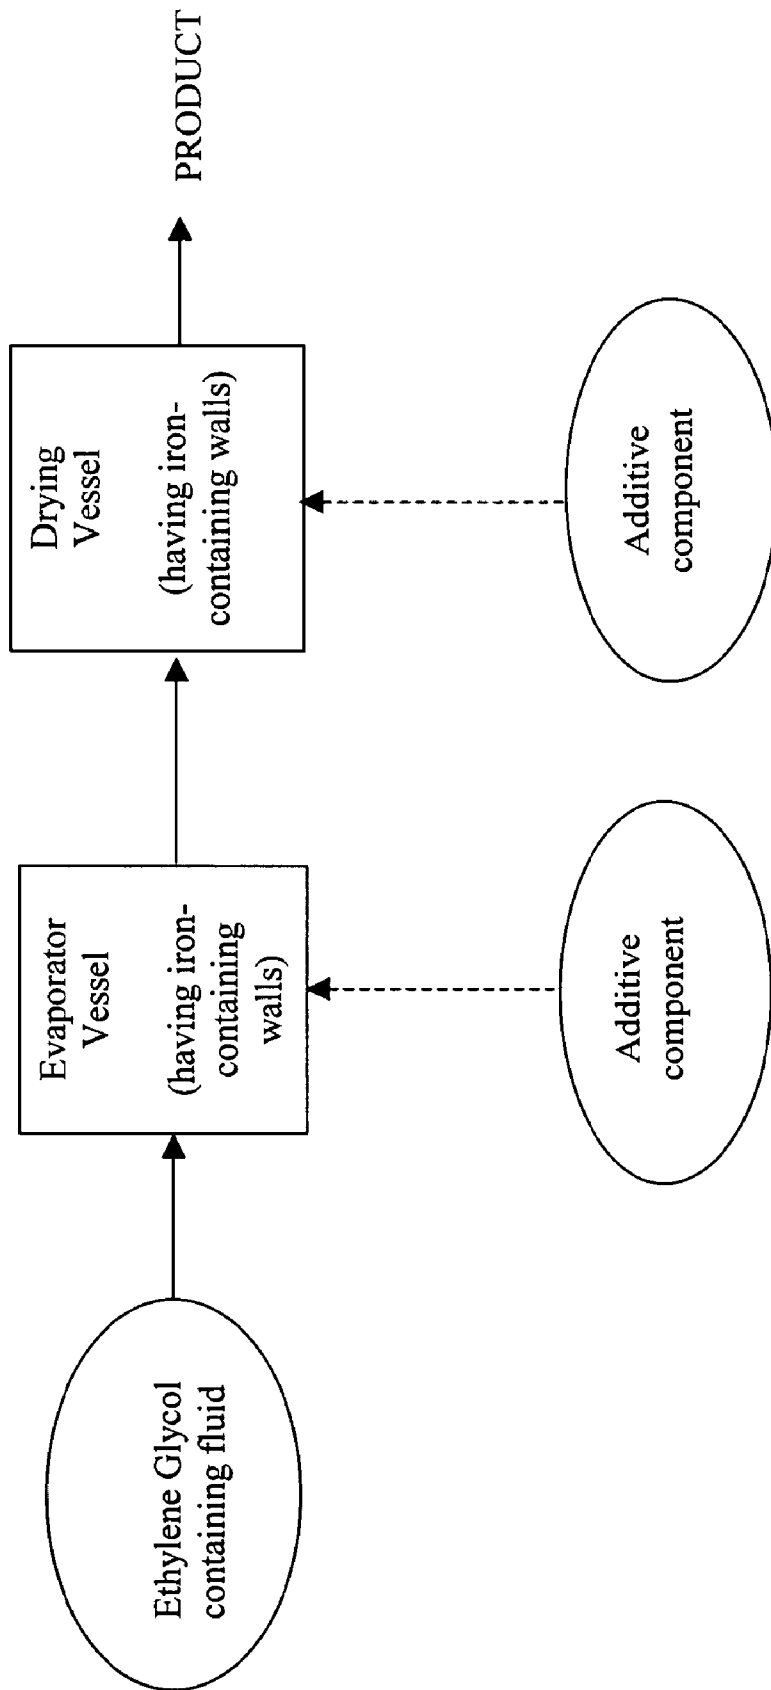 Ethylene Glycol
containing fluid
Evaporator
Vessel
(having iron-
containing
walls)
Drying
Vessel
(having iron-
containing walls)
PRODUCT
Additive
component
Additive
component